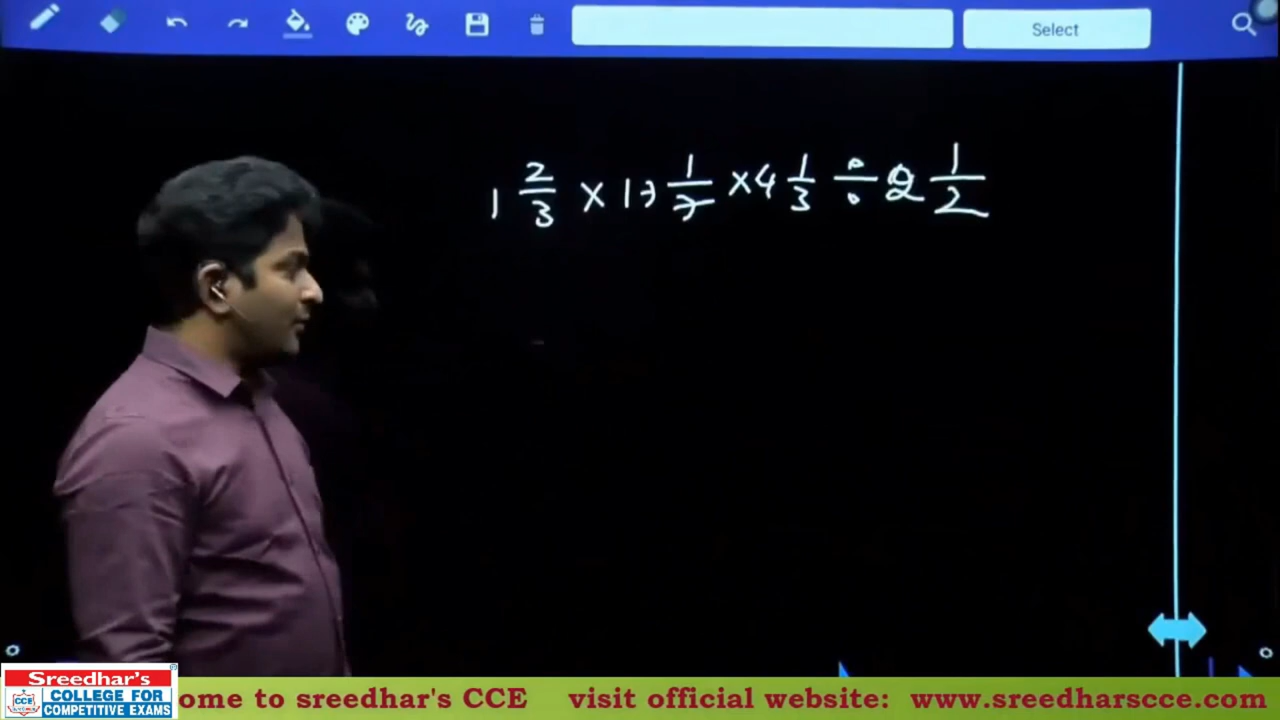 Select
1 2/3 × 17 1/7 × 4 1/3 ÷ 2 1/2
Sreedhar's
CCE
COLLEGE FOR
COMPETITIVE EXAMS
ome to sreedhar's CCE visit official website: www.sreedharscce.com